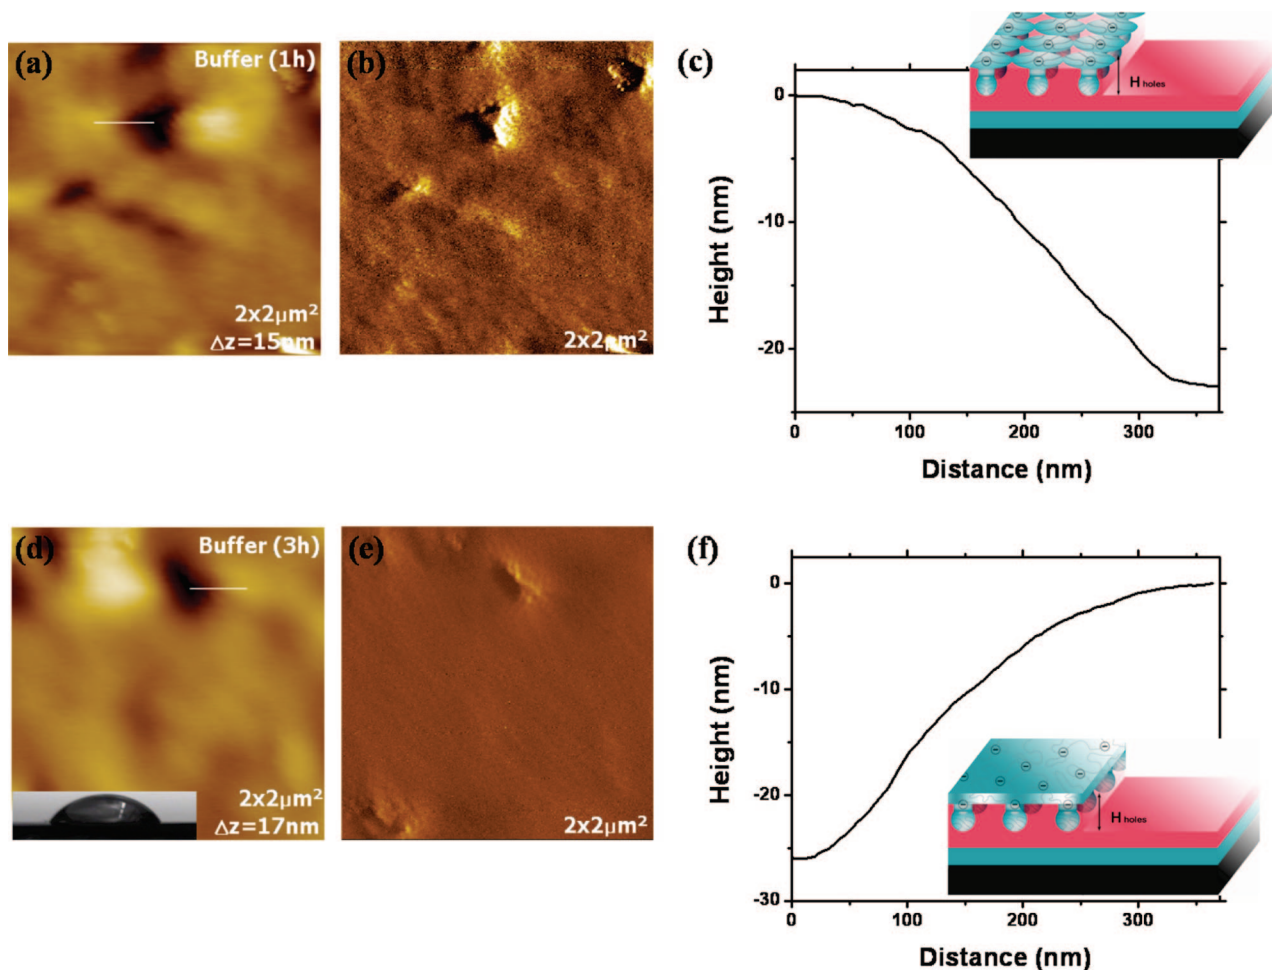 (a)
Buffer (1h)
2x2μm²
Δz=15nm
(b)
2x2μm²
(c)
Height (nm)
0
-10
-20
0
100
200
300
Distance (nm)
H holes
(d)
Buffer (3h)
2x2μm²
Δz=17nm
(e)
2x2μm²
(f)
Height (nm)
0
-10
-20
-30
0
100
200
300
Distance (nm)
H holes